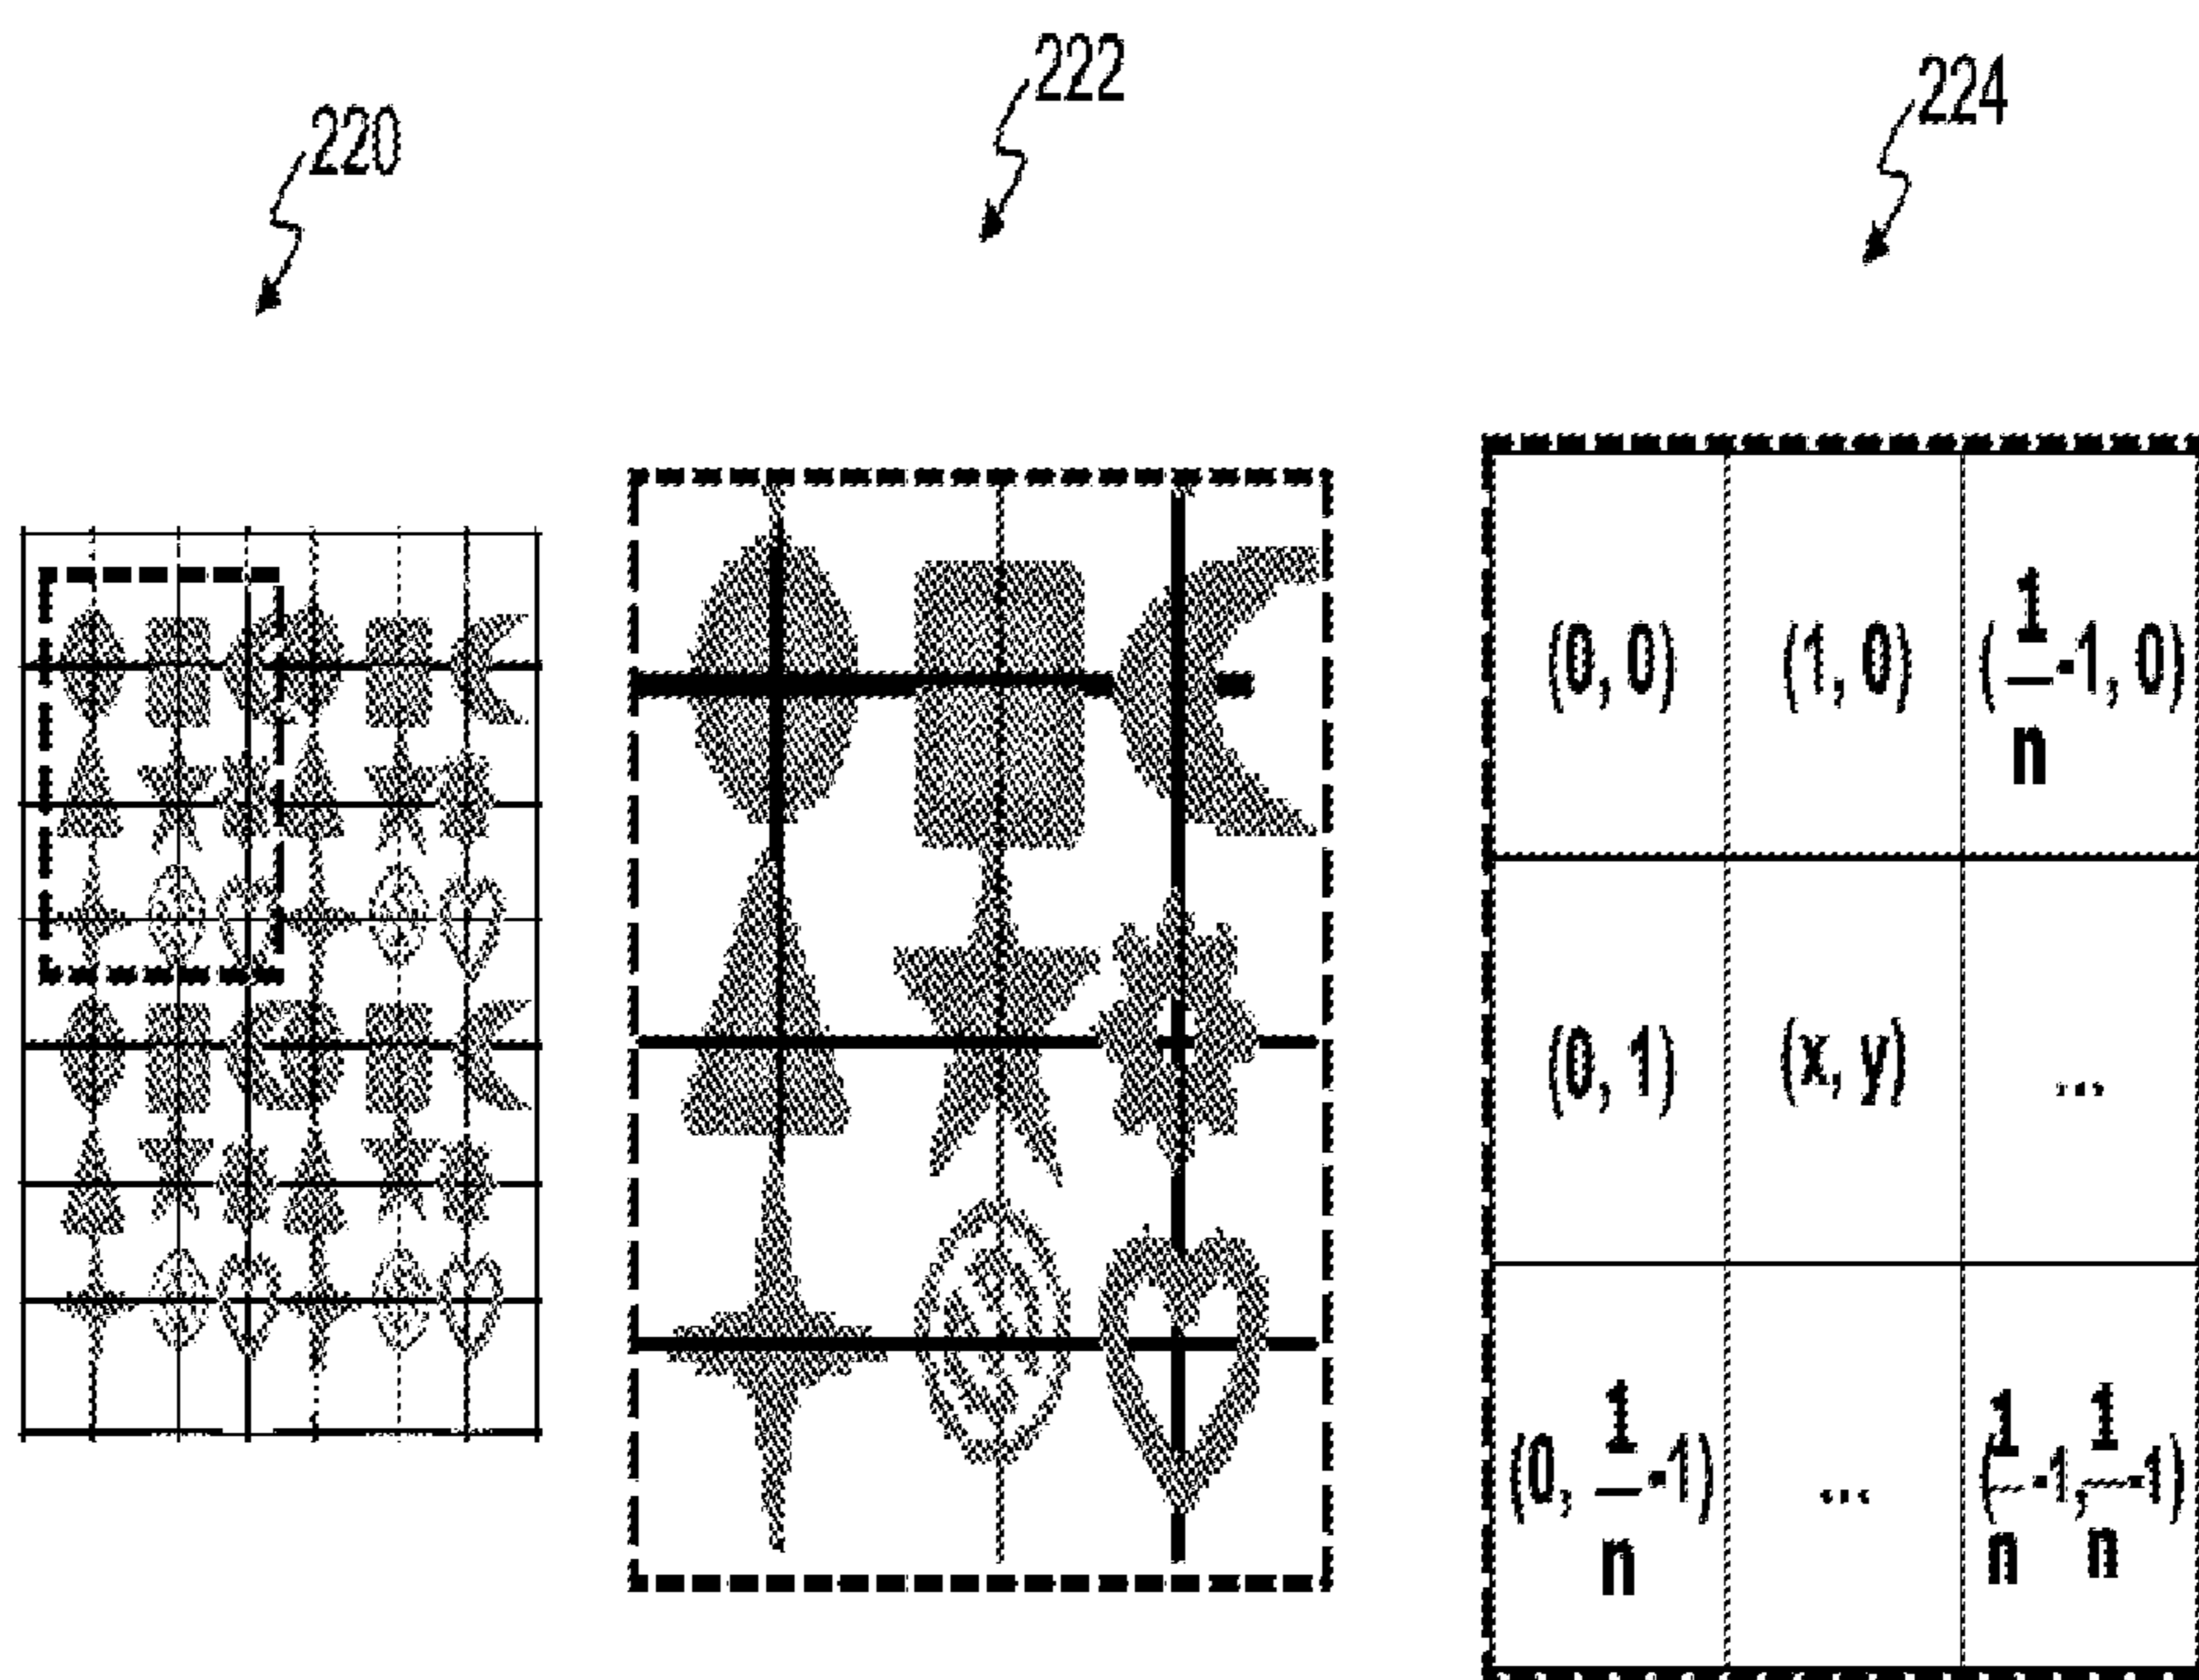 220
222
224
(0, 0) (1, 0) (1/n-1, 0)
(0, 1) (x, y) ...
(0, 1/n-1) ... (1/n-1, 1/n-1)